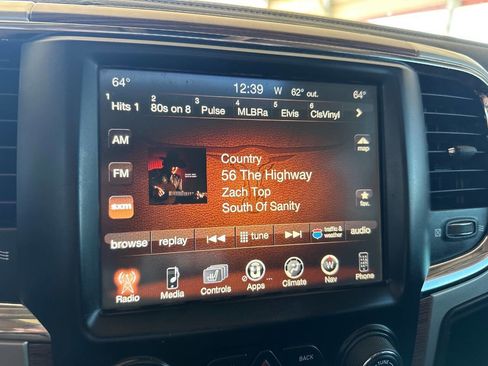 64° 12:39 W 62° out. 64°
1 2 3 4 5 6
Hits 1 80s on 8 Pulse MLBRa Elvis ClsVinyl
AM
FM
sxm
Country
56 The Highway
Zach Top
South Of Sanity
map
fav.
browse replay tune traffic & weather audio
Radio Media Controls Apps Climate Nav Phone
BACK
TUNE